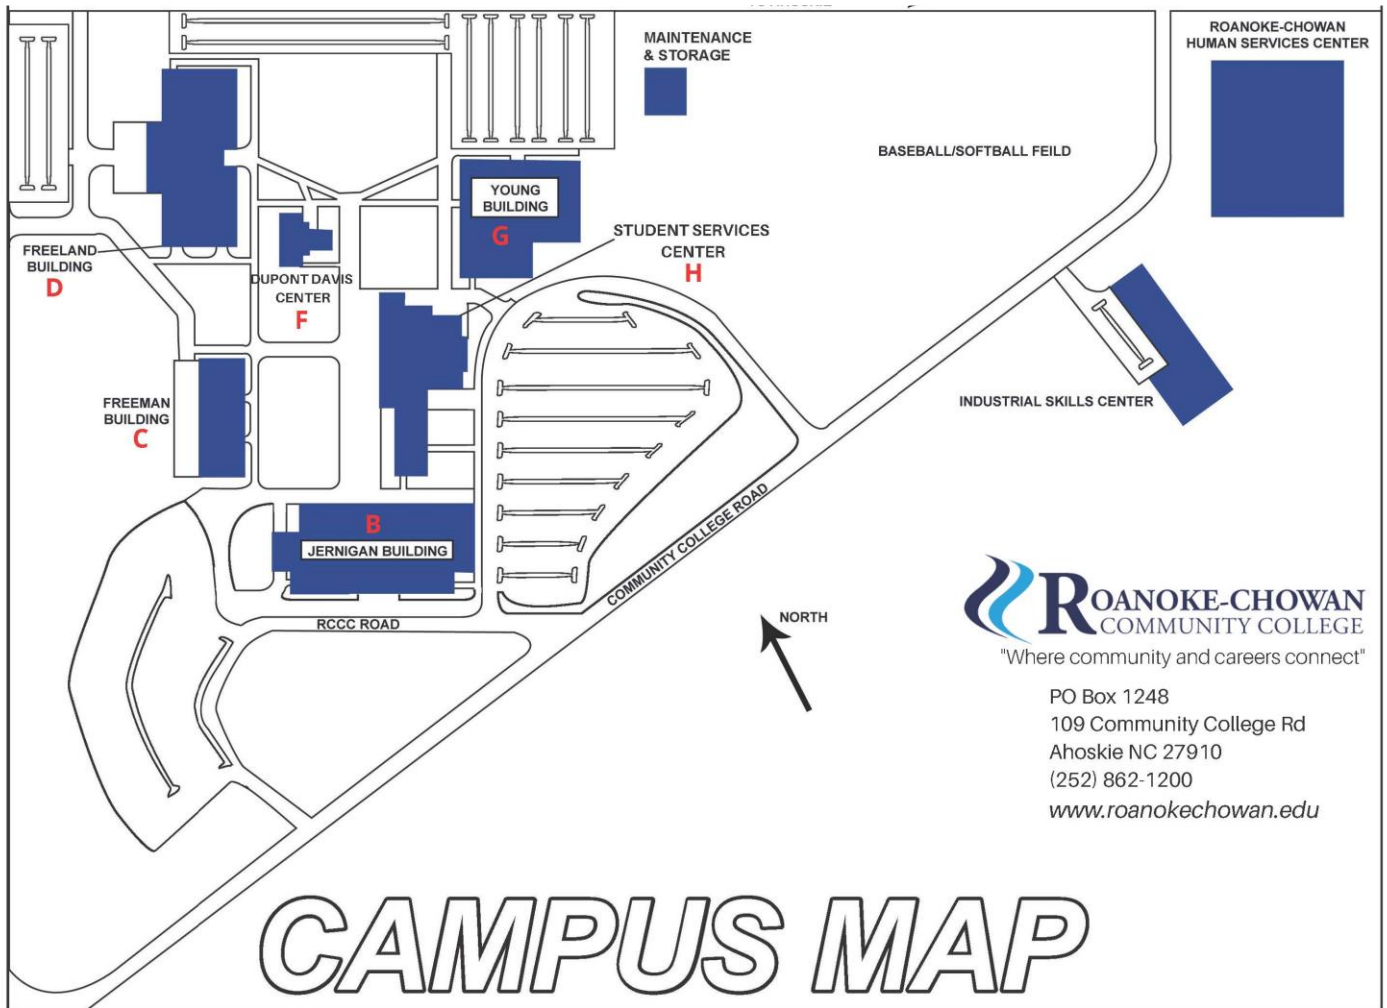 MAINTENANCE
& STORAGE
ROANOKE-CHOWAN
HUMAN SERVICES CENTER
BASEBALL/SOFTBALL FEILD
YOUNG
BUILDING
G
STUDENT SERVICES
CENTER
H
FREELAND
BUILDING
D
DUPONT DAVIS
CENTER
F
FREEMAN
BUILDING
C
INDUSTRIAL SKILLS CENTER
B
JERNIGAN BUILDING
COMMUNITY COLLEGE ROAD
RCCC ROAD
NORTH
ROANOKE-CHOWAN
COMMUNITY COLLEGE
"Where community and careers connect"
PO Box 1248
109 Community College Rd
Ahoskie NC 27910
(252) 862-1200
www.roanokechowan.edu
CAMPUS MAP